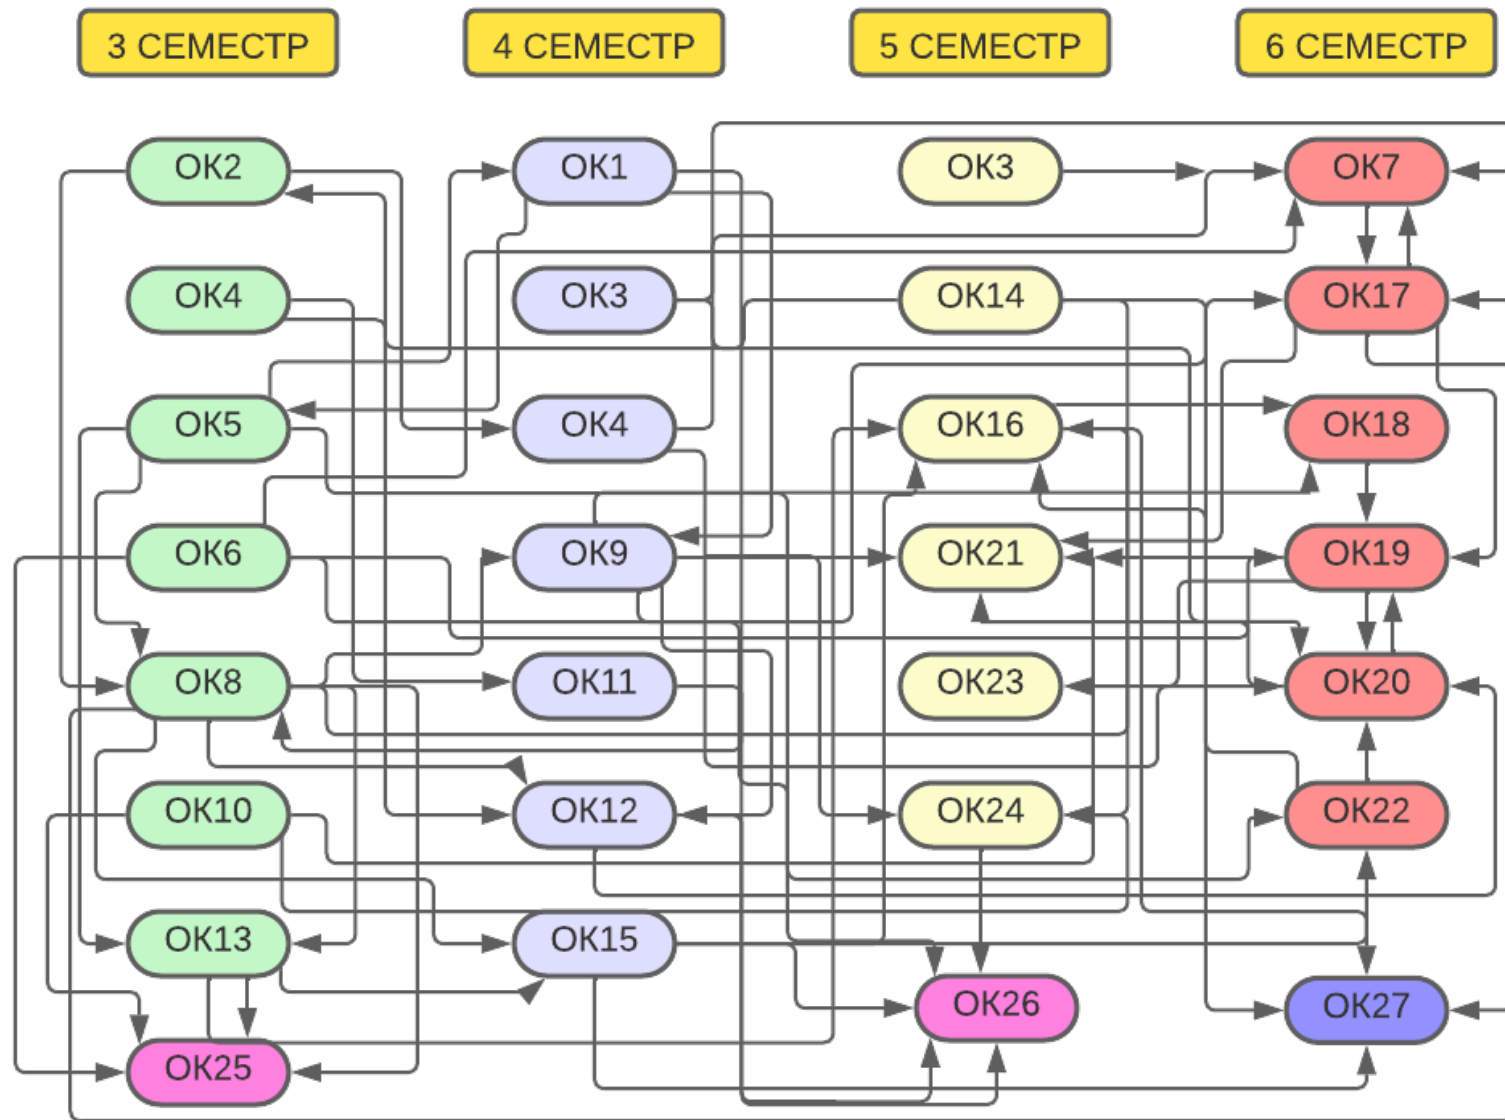 3 СЕМЕСТР 4 СЕМЕСТР 5 СЕМЕСТР 6 СЕМЕСТР
ОК2 ОК1 ОК3 ОК7
ОК4 ОК3 ОК14 ОК17
ОК5 ОК4 ОК16 ОК18
ОК6 ОК9 ОК21 ОК19
ОК8 ОК11 ОК23 ОК20
ОК10 ОК12 ОК24 ОК22
ОК13 ОК15 ОК26 ОК27
ОК25